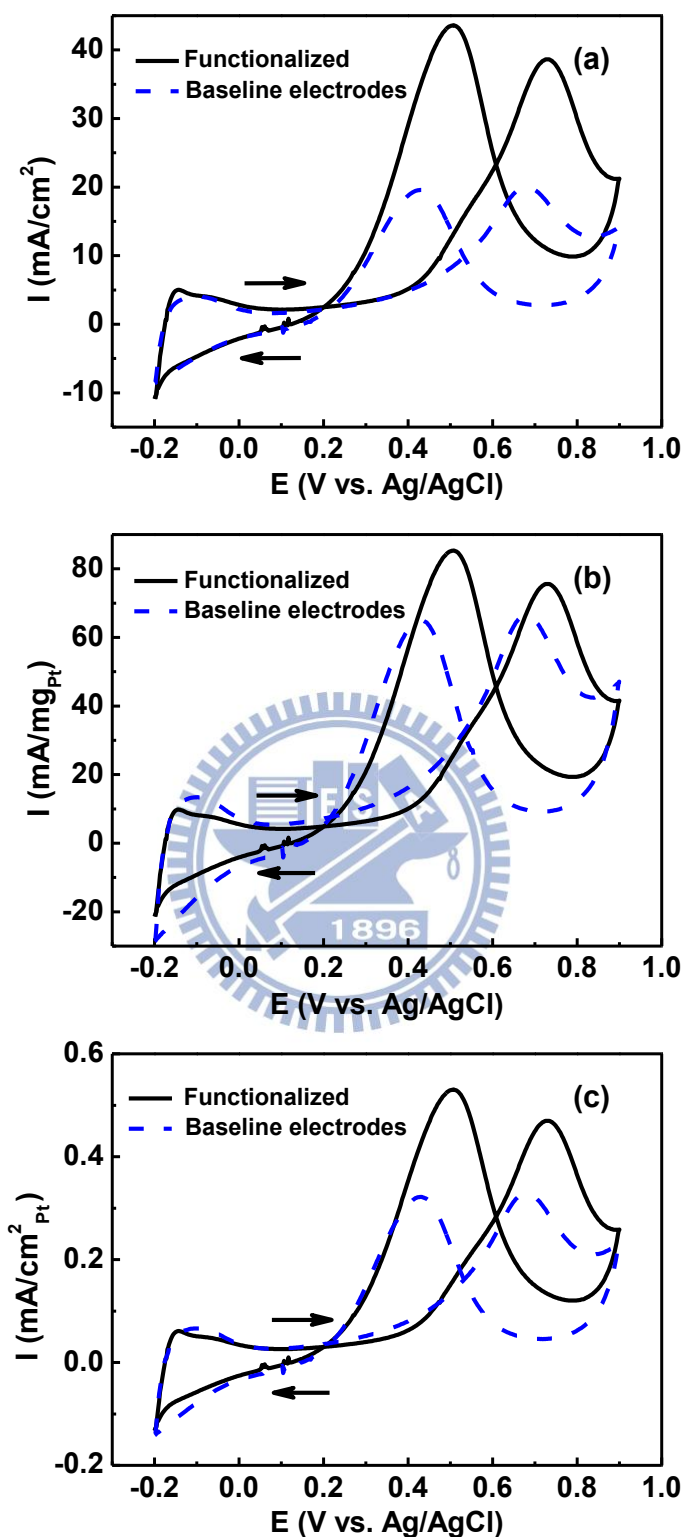 (a)
Functionalized
Baseline electrodes
40
30
20
10
0
-10
I (mA/cm²)
-0.2 0.0 0.2 0.4 0.6 0.8 1.0
E (V vs. Ag/AgCl)
(b)
Functionalized
Baseline electrodes
80
60
40
20
0
-20
I (mA/mg_Pt)
ES
1896
-0.2 0.0 0.2 0.4 0.6 0.8 1.0
E (V vs. Ag/AgCl)
(c)
Functionalized
Baseline electrodes
0.6
0.4
0.2
0.0
-0.2
I (mA/cm²_Pt)
-0.2 0.0 0.2 0.4 0.6 0.8 1.0
E (V vs. Ag/AgCl)